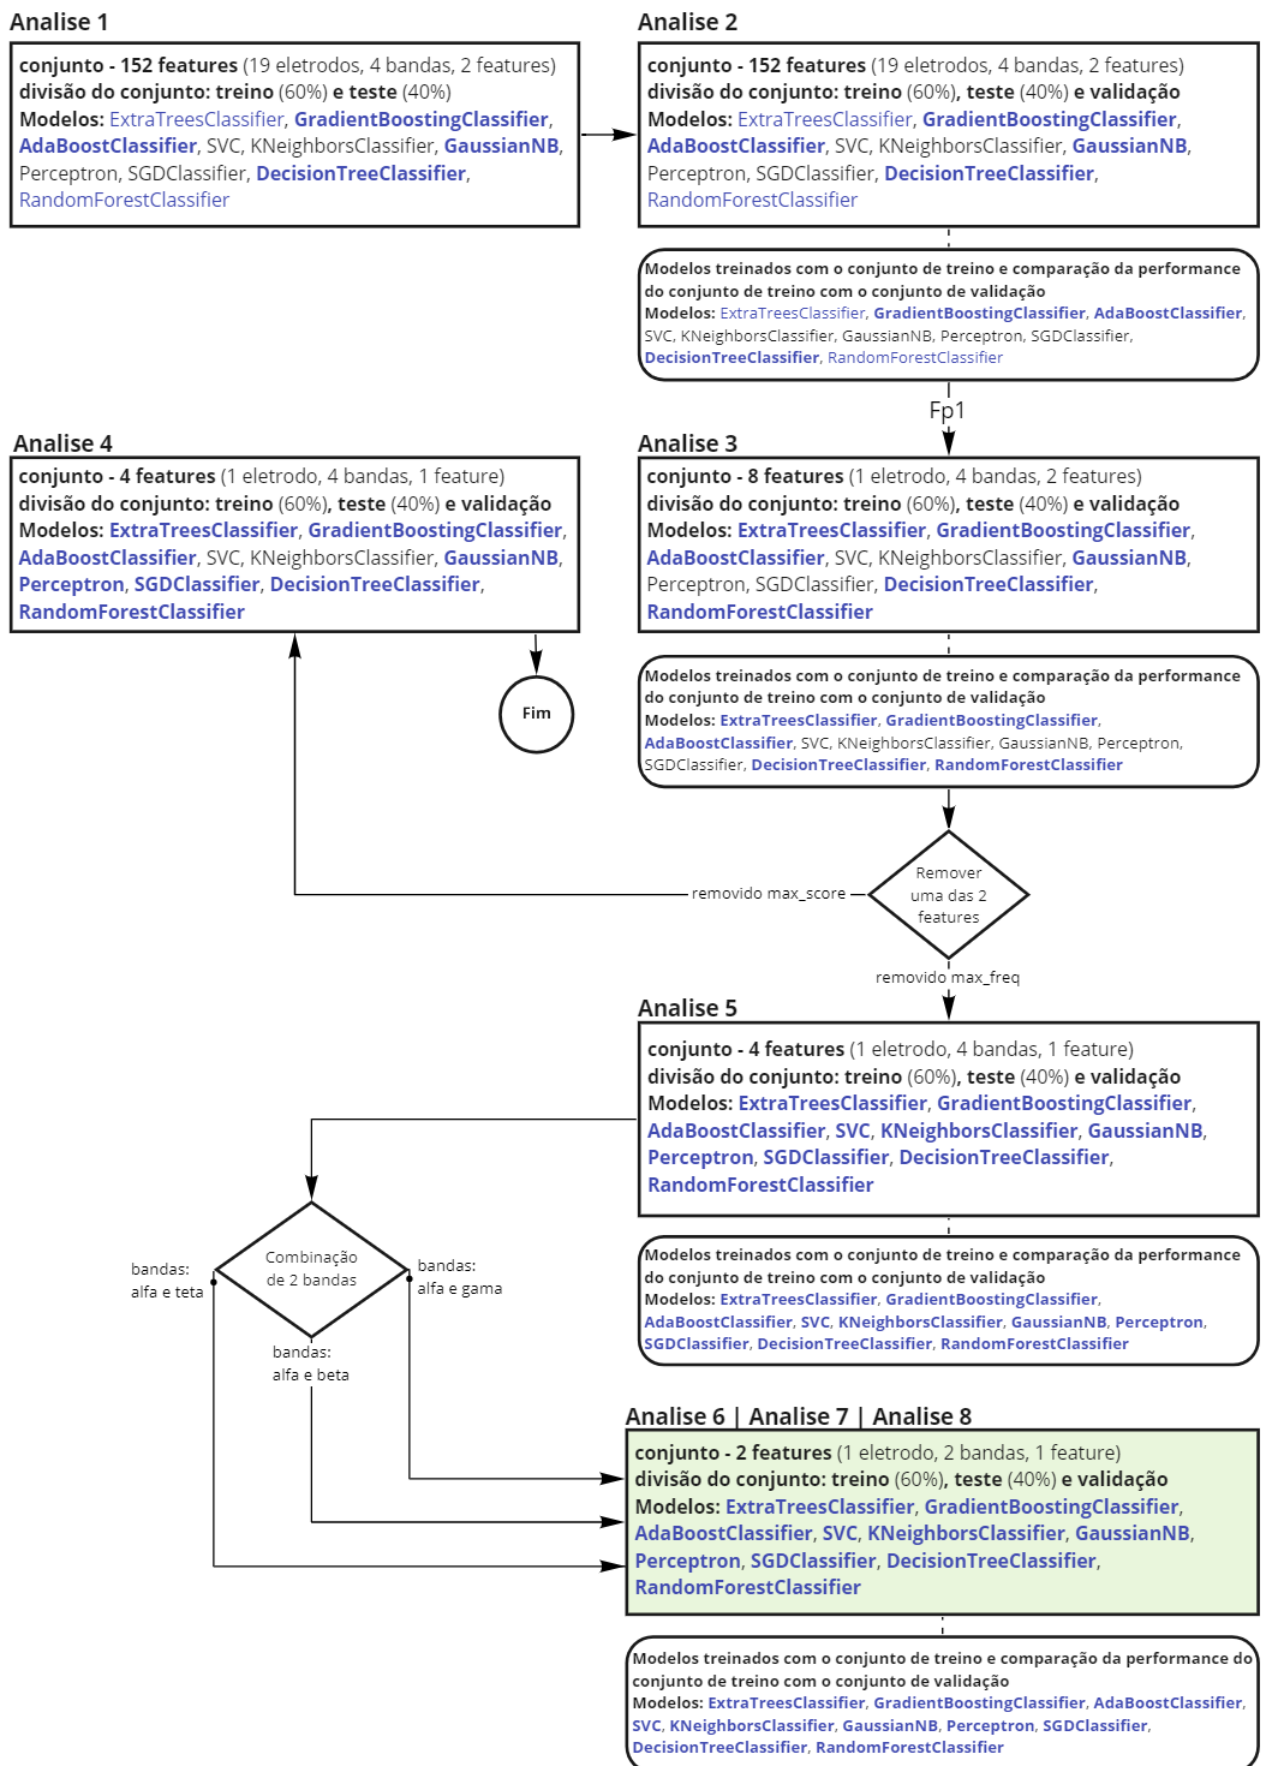 Analise 1
conjunto - 152 features (19 eletrodos, 4 bandas, 2 features)
divisão do conjunto: treino (60%) e teste (40%)
Modelos: ExtraTreesClassifier, GradientBoostingClassifier,
AdaBoostClassifier, SVC, KNeighborsClassifier, GaussianNB,
Perceptron, SGDClassifier, DecisionTreeClassifier,
RandomForestClassifier
Analise 2
conjunto - 152 features (19 eletrodos, 4 bandas, 2 features)
divisão do conjunto: treino (60%), teste (40%) e validação
Modelos: ExtraTreesClassifier, GradientBoostingClassifier,
AdaBoostClassifier, SVC, KNeighborsClassifier, GaussianNB,
Perceptron, SGDClassifier, DecisionTreeClassifier,
RandomForestClassifier
Modelos treinados com o conjunto de treino e comparação da performance
do conjunto de treino com o conjunto de validação
Modelos: ExtraTreesClassifier, GradientBoostingClassifier, AdaBoostClassifier,
SVC, KNeighborsClassifier, GaussianNB, Perceptron, SGDClassifier,
DecisionTreeClassifier, RandomForestClassifier
Fp1
Analise 4
conjunto - 4 features (1 eletrodo, 4 bandas, 1 feature)
divisão do conjunto: treino (60%), teste (40%) e validação
Modelos: ExtraTreesClassifier, GradientBoostingClassifier,
AdaBoostClassifier, SVC, KNeighborsClassifier, GaussianNB,
Perceptron, SGDClassifier, DecisionTreeClassifier,
RandomForestClassifier
Fim
Analise 3
conjunto - 8 features (1 eletrodo, 4 bandas, 2 features)
divisão do conjunto: treino (60%), teste (40%) e validação
Modelos: ExtraTreesClassifier, GradientBoostingClassifier,
AdaBoostClassifier, SVC, KNeighborsClassifier, GaussianNB,
Perceptron, SGDClassifier, DecisionTreeClassifier,
RandomForestClassifier
Modelos treinados com o conjunto de treino e comparação da performance
do conjunto de treino com o conjunto de validação
Modelos: ExtraTreesClassifier, GradientBoostingClassifier,
AdaBoostClassifier, SVC, KNeighborsClassifier, GaussianNB, Perceptron,
SGDClassifier, DecisionTreeClassifier, RandomForestClassifier
Remover
uma das 2
features
removido max_score
removido max_freq
Analise 5
conjunto - 4 features (1 eletrodo, 4 bandas, 1 feature)
divisão do conjunto: treino (60%), teste (40%) e validação
Modelos: ExtraTreesClassifier, GradientBoostingClassifier,
AdaBoostClassifier, SVC, KNeighborsClassifier, GaussianNB,
Perceptron, SGDClassifier, DecisionTreeClassifier,
RandomForestClassifier
Modelos treinados com o conjunto de treino e comparação da performance
do conjunto de treino com o conjunto de validação
Modelos: ExtraTreesClassifier, GradientBoostingClassifier,
AdaBoostClassifier, SVC, KNeighborsClassifier, GaussianNB, Perceptron,
SGDClassifier, DecisionTreeClassifier, RandomForestClassifier
Combinação
de 2 bandas
bandas:
alfa e teta
bandas:
alfa e gama
bandas:
alfa e beta
Analise 6 | Analise 7 | Analise 8
conjunto - 2 features (1 eletrodo, 2 bandas, 1 feature)
divisão do conjunto: treino (60%), teste (40%) e validação
Modelos: ExtraTreesClassifier, GradientBoostingClassifier,
AdaBoostClassifier, SVC, KNeighborsClassifier, GaussianNB,
Perceptron, SGDClassifier, DecisionTreeClassifier,
RandomForestClassifier
Modelos treinados com o conjunto de treino e comparação da performance do
conjunto de treino com o conjunto de validação
Modelos: ExtraTreesClassifier, GradientBoostingClassifier, AdaBoostClassifier,
SVC, KNeighborsClassifier, GaussianNB, Perceptron, SGDClassifier,
DecisionTreeClassifier, RandomForestClassifier